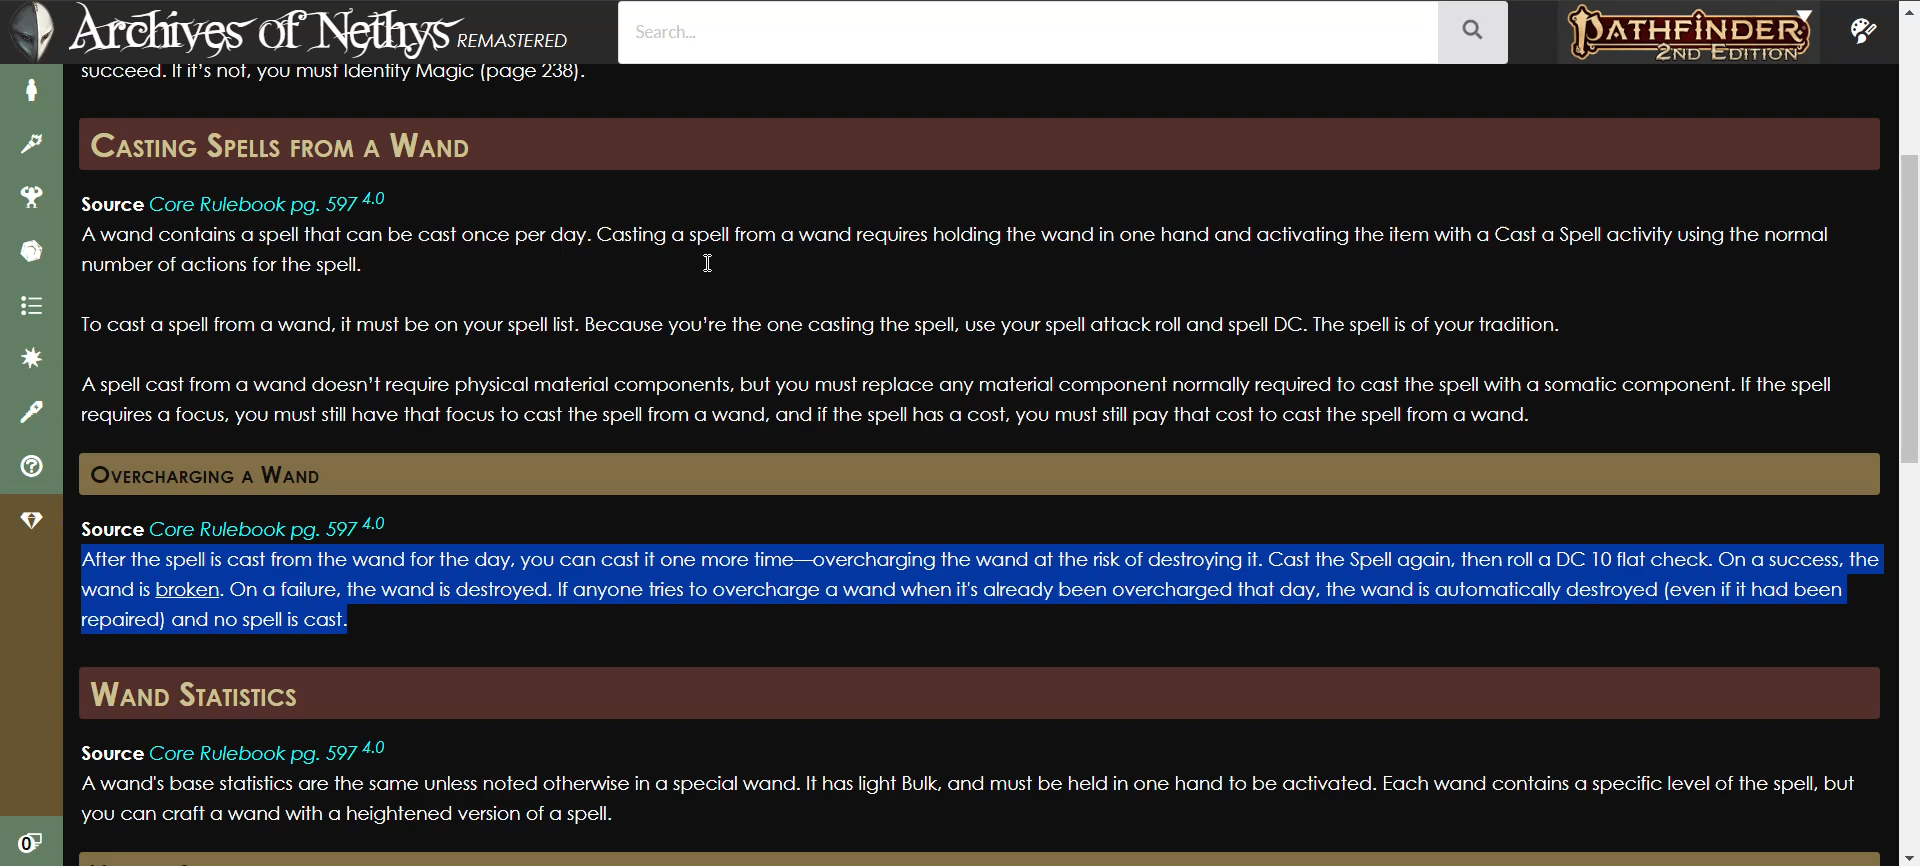 Archives of Nethys REMASTERED
Search...
PATHFINDER
2ND EDITION
succeed. If it's not, you must Identify Magic (page 238).
CASTING SPELLS FROM A WAND
Source Core Rulebook pg. 597 4.0
A wand contains a spell that can be cast once per day. Casting a spell from a wand requires holding the wand in one hand and activating the item with a Cast a Spell activity using the normal
number of actions for the spell.
To cast a spell from a wand, it must be on your spell list. Because you’re the one casting the spell, use your spell attack roll and spell DC. The spell is of your tradition.
A spell cast from a wand doesn’t require physical material components, but you must replace any material component normally required to cast the spell with a somatic component. If the spell
requires a focus, you must still have that focus to cast the spell from a wand, and if the spell has a cost, you must still pay that cost to cast the spell from a wand.
OVERCHARGING A WAND
Source Core Rulebook pg. 597 4.0
After the spell is cast from the wand for the day, you can cast it one more time—overcharging the wand at the risk of destroying it. Cast the Spell again, then roll a DC 10 flat check. On a success, the
wand is broken. On a failure, the wand is destroyed. If anyone tries to overcharge a wand when it's already been overcharged that day, the wand is automatically destroyed (even if it had been
repaired) and no spell is cast.
WAND STATISTICS
Source Core Rulebook pg. 597 4.0
A wand's base statistics are the same unless noted otherwise in a special wand. It has light Bulk, and must be held in one hand to be activated. Each wand contains a specific level of the spell, but
you can craft a wand with a heightened version of a spell.
0